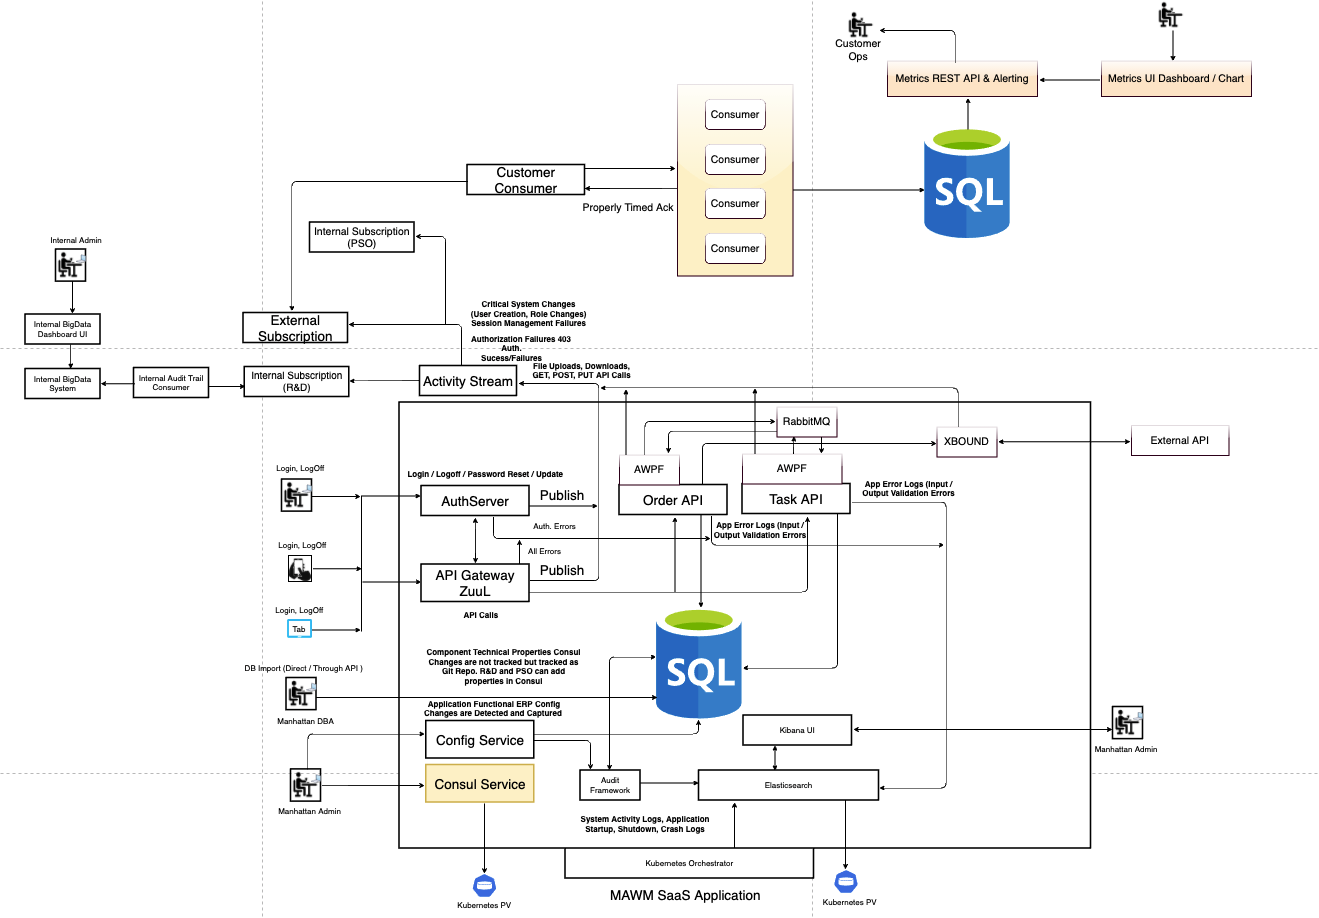 Customer
Ops
Metrics REST API & Alerting
Metrics UI Dashboard / Chart
Consumer
Consumer
Consumer
Consumer
SQL
Customer
Consumer
Properly Timed Ack
Internal Subscription
(PSO)
Internal Admin
Internal BigData
Dashboard UI
External
Subscription
Critical System Changes
(User Creation, Role Changes)
Session Management Failures
Authorization Failures 403
Auth.
Sucess/Failures
File Uploads, Downloads,
GET, POST, PUT API Calls
Internal BigData
System
Internal Audit Trail
Consumer
Internal Subscription
(R&D)
Activity Stream
RabbitMQ
XBOUND
External API
AWPF
AWPF
Order API
Task API
Login, LogOff
Login / Logoff / Password Reset / Update
AuthServer
Publish
App Error Logs (Input /
Output Validation Errors
Auth. Errors
App Error Logs (Input /
Output Validation Errors
Login, LogOff
All Errors
API Gateway
ZuuL
Publish
API Calls
Login, LogOff
Tab
SQL
Component Technical Properties Consul
Changes are not tracked but tracked as
Git Repo. R&D and PSO can add
properties in Consul
DB Import (Direct / Through API )
Manhattan DBA
Application Functional ERP Config
Changes are Detected and Captured
Config Service
Kibana UI
Manhattan Admin
Consul Service
Manhattan Admin
Audit
Framework
Elasticsearch
System Activity Logs, Application
Startup, Shutdown, Crash Logs
Kubernetes Orchestrator
MAWM SaaS Application
Kubernetes PV
Kubernetes PV